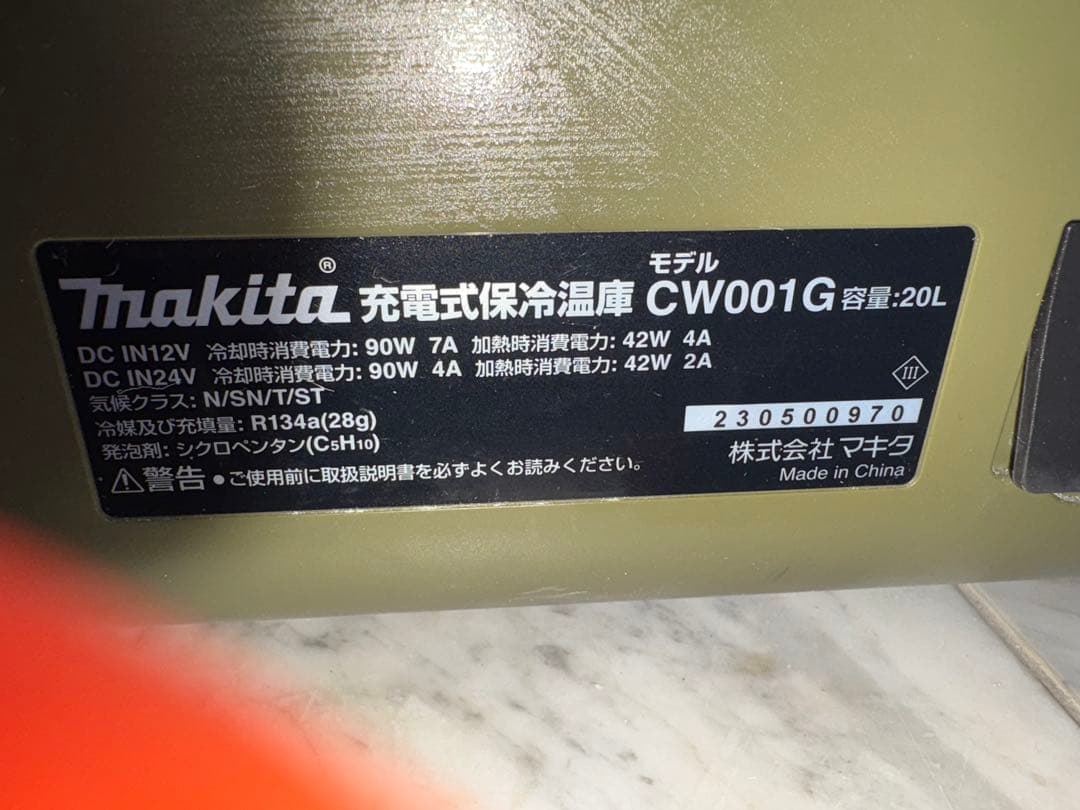 makita® 充電式保冷温庫 モデル CW001G 容量:20L
DC IN12V 冷却時消費電力: 90W 7A 加熱時消費電力: 42W 4A
DC IN24V 冷却時消費電力: 90W 4A 加熱時消費電力: 42W 2A
気候クラス: N/SN/T/ST
冷媒及び充填量: R134a(28g)
発泡剤: シクロペンタン(C5H10)
III
230500970
⚠警告 ●ご使用前に取扱説明書を必ずよくお読みください。
株式会社 マキタ
Made in China